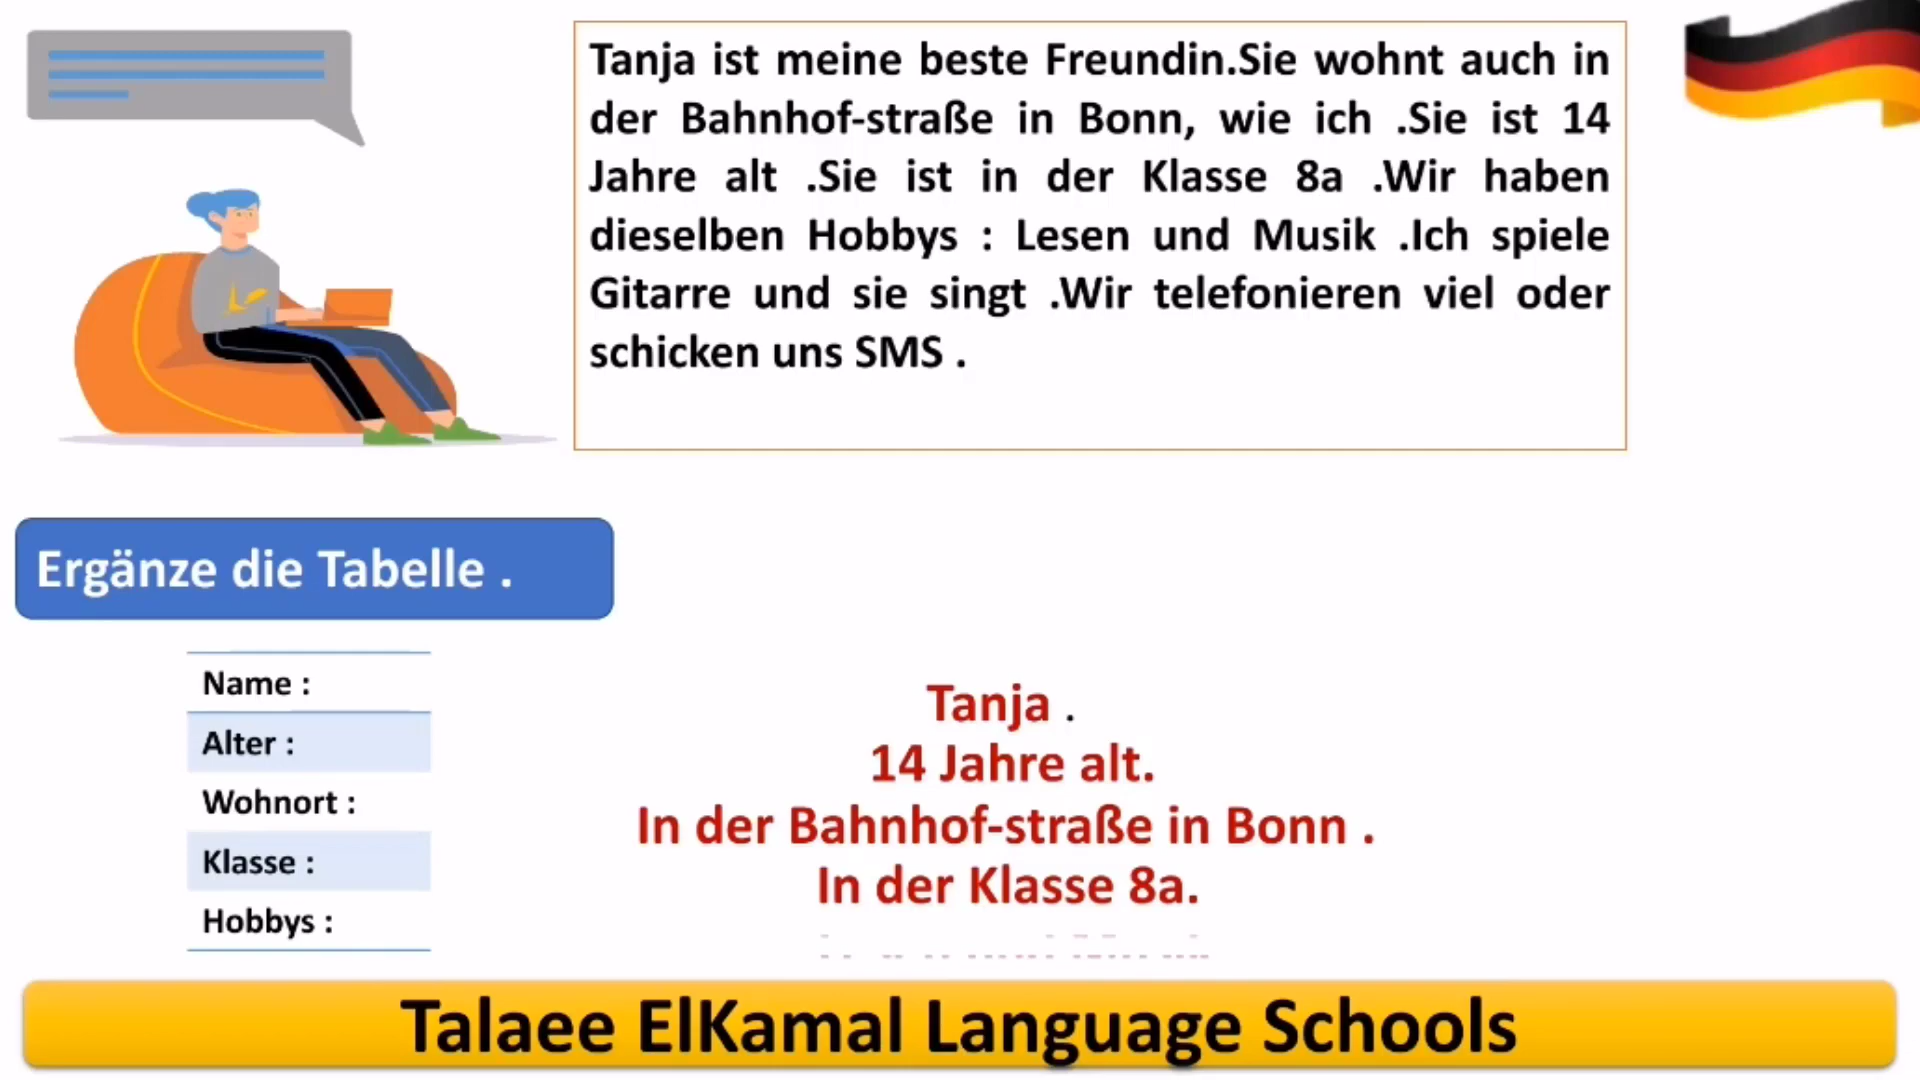 Tanja ist meine beste Freundin.Sie wohnt auch in
der Bahnhof-straße in Bonn, wie ich .Sie ist 14
Jahre alt .Sie ist in der Klasse 8a .Wir haben
dieselben Hobbys : Lesen und Musik .Ich spiele
Gitarre und sie singt .Wir telefonieren viel oder
schicken uns SMS .
Ergänze die Tabelle .
Name :
Tanja .
Alter :
14 Jahre alt.
Wohnort :
In der Bahnhof-straße in Bonn .
Klasse :
In der Klasse 8a.
Hobbys :
Talaee ElKamal Language Schools